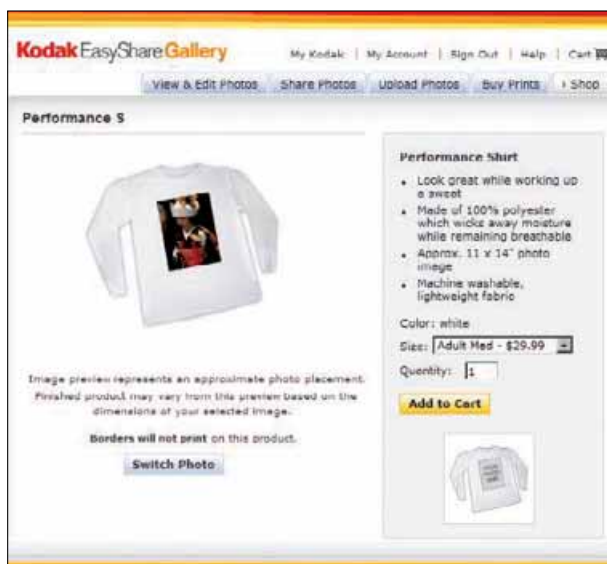 Kodak EasyShare Gallery
My Kodak | My Account | Sign Out | Help | Cart
View & Edit Photos Share Photos Upload Photos Buy Prints › Shop
Performance S
Performance Shirt
• Look great while working up
a sweat
• Made of 100% polyester
which wicks away moisture
while remaining breathable
• Approx. 11 x 14" photo
image
• Machine washable,
lightweight fabric
Color: white
Size: Adult Med - $29.99
Quentity: 1
Add to Cart
Image preview represents an approximate photo placement.
Finished product may vary from this preview based on the
dimensions of your selected image.
Borders will not print on this product.
Switch Photo